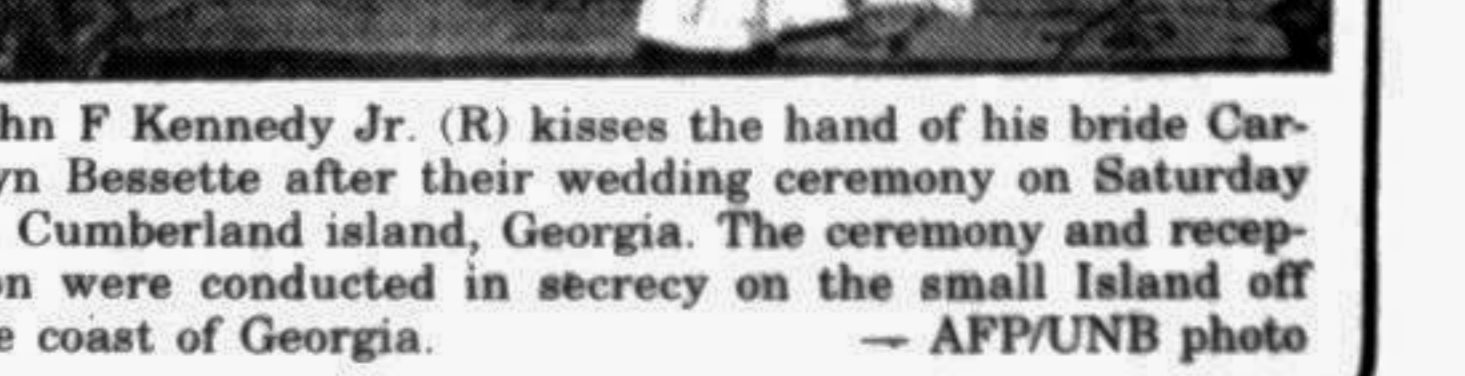 hn F Kennedy Jr. (R) kisses the hand of his bride Car-
yn Bessette after their wedding ceremony on Saturday
Cumberland island, Georgia. The ceremony and recep-
on were conducted in secrecy on the small Island off
e coast of Georgia. — AFP/UNB photo